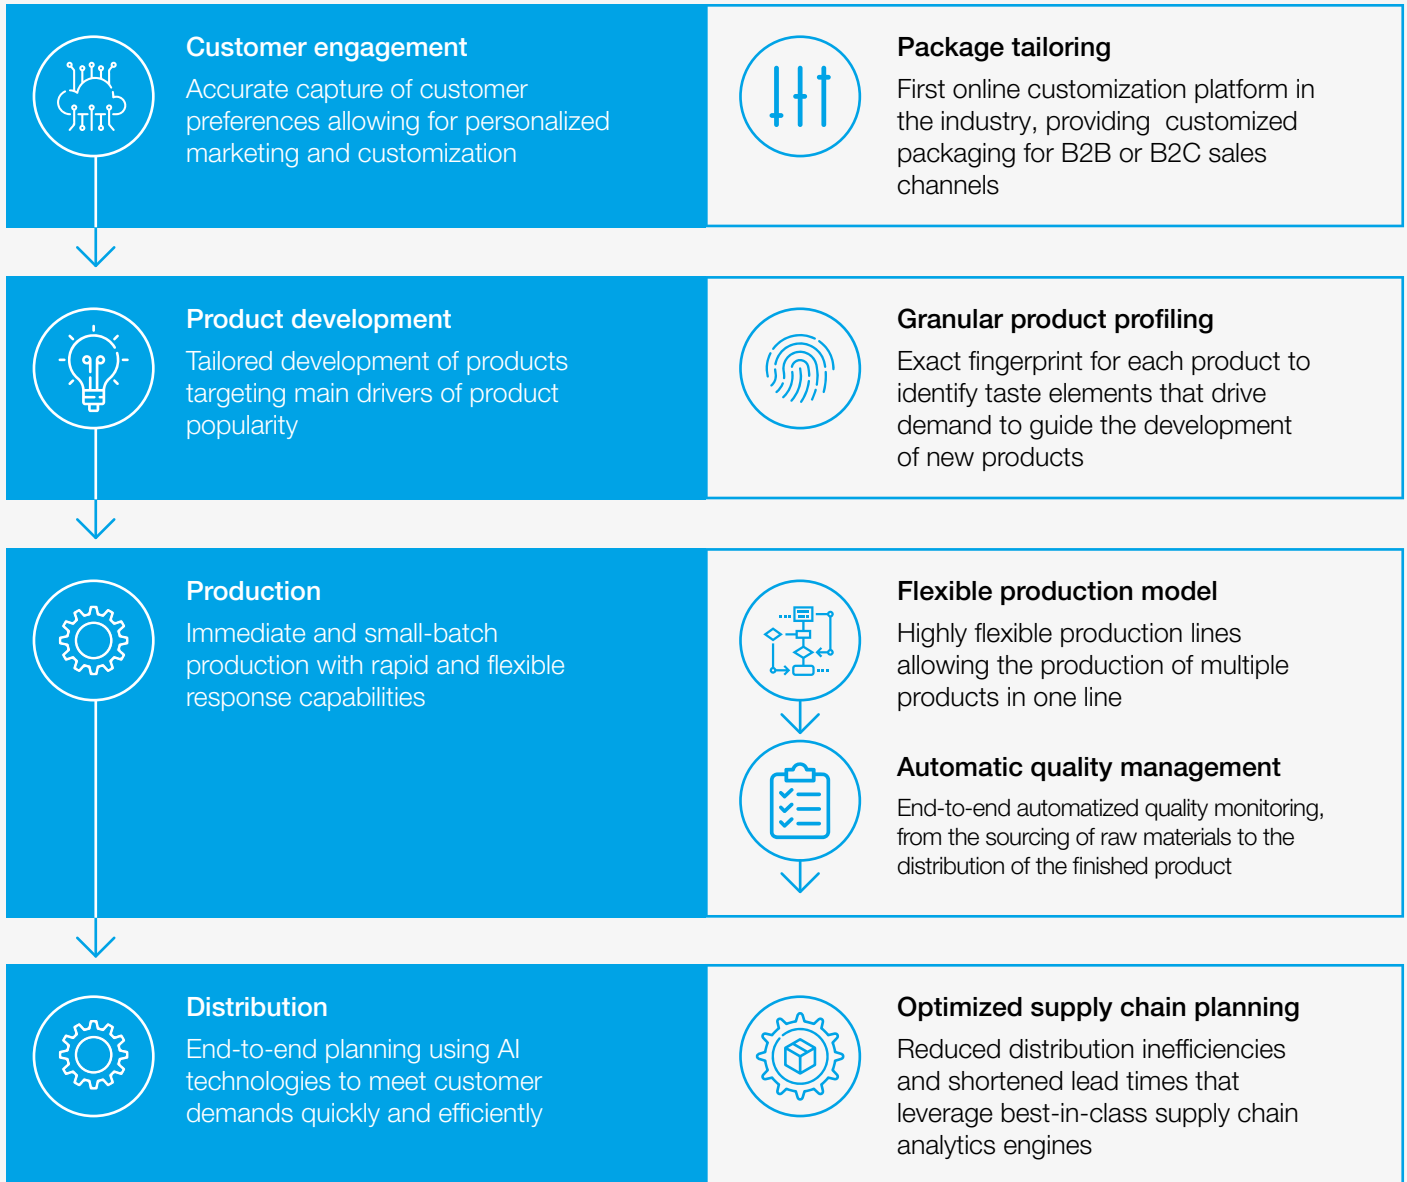 Customer engagement
Accurate capture of customer
preferences allowing for personalized
marketing and customization
Package tailoring
First online customization platform in
the industry, providing  customized
packaging for B2B or B2C sales
channels
Product development
Tailored development of products
targeting main drivers of product
popularity
Granular product profiling
Exact fingerprint for each product to
identify taste elements that drive
demand to guide the development
of new products
Production
Immediate and small-batch
production with rapid and flexible
response capabilities
Flexible production model
Highly flexible production lines
allowing the production of multiple
products in one line
Automatic quality management
End-to-end automatized quality monitoring,
from the sourcing of raw materials to the
distribution of the finished product
Distribution
End-to-end planning using AI
technologies to meet customer
demands quickly and efficiently
Optimized supply chain planning
Reduced distribution inefficiencies
and shortened lead times that
leverage best-in-class supply chain
analytics engines